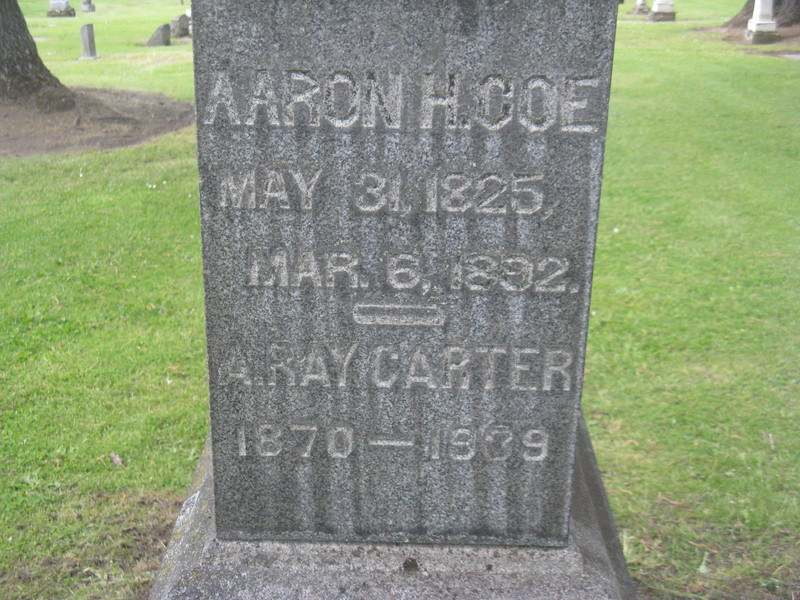 AARON H. COE
MAY 31, 1825,
MAR. 6, 1892.
A. RAY CARTER
1870 — 1939